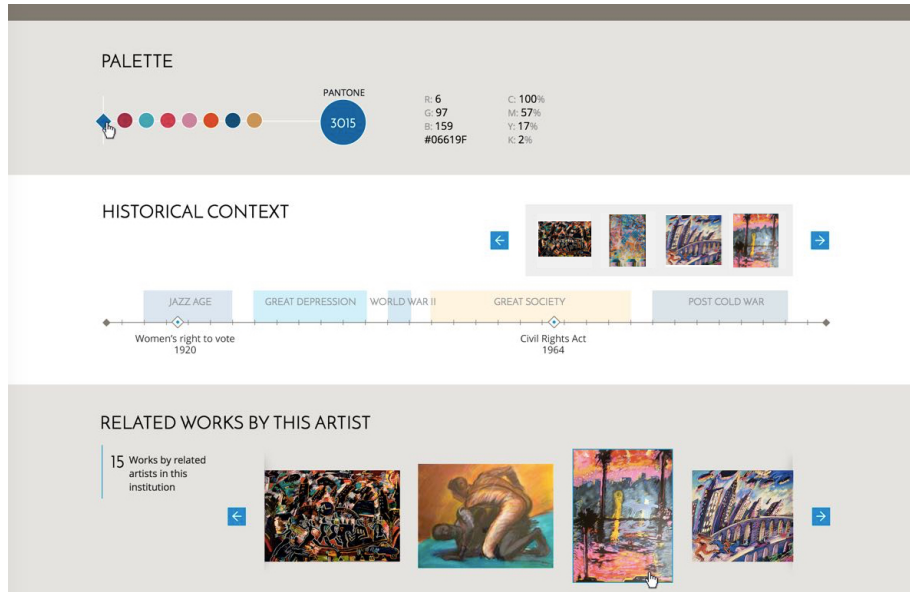 PALETTE
PANTONE
3015
R: 6
G: 97
B: 159
#06619F
C: 100%
M: 57%
Y: 17%
K: 2%
HISTORICAL CONTEXT
JAZZ AGE
GREAT DEPRESSION
WORLD WAR II
GREAT SOCIETY
POST COLD WAR
Women's right to vote
1920
Civil Rights Act
1964
RELATED WORKS BY THIS ARTIST
15 Works by related
artists in this
institution